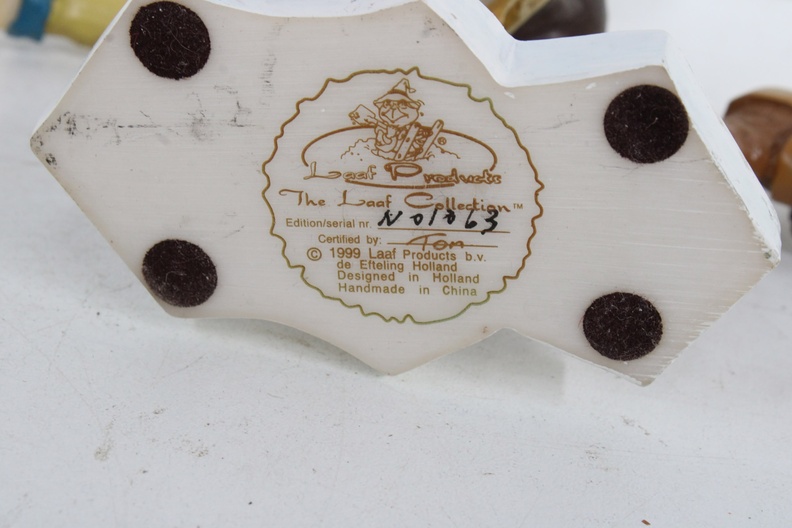 ®
Laaf Products
The Laaf Collection™
Edition/serial nr. N01063
Certified by: Tom
© 1999 Laaf Products b.v.
de Efteling Holland
Designed in Holland
Handmade in China